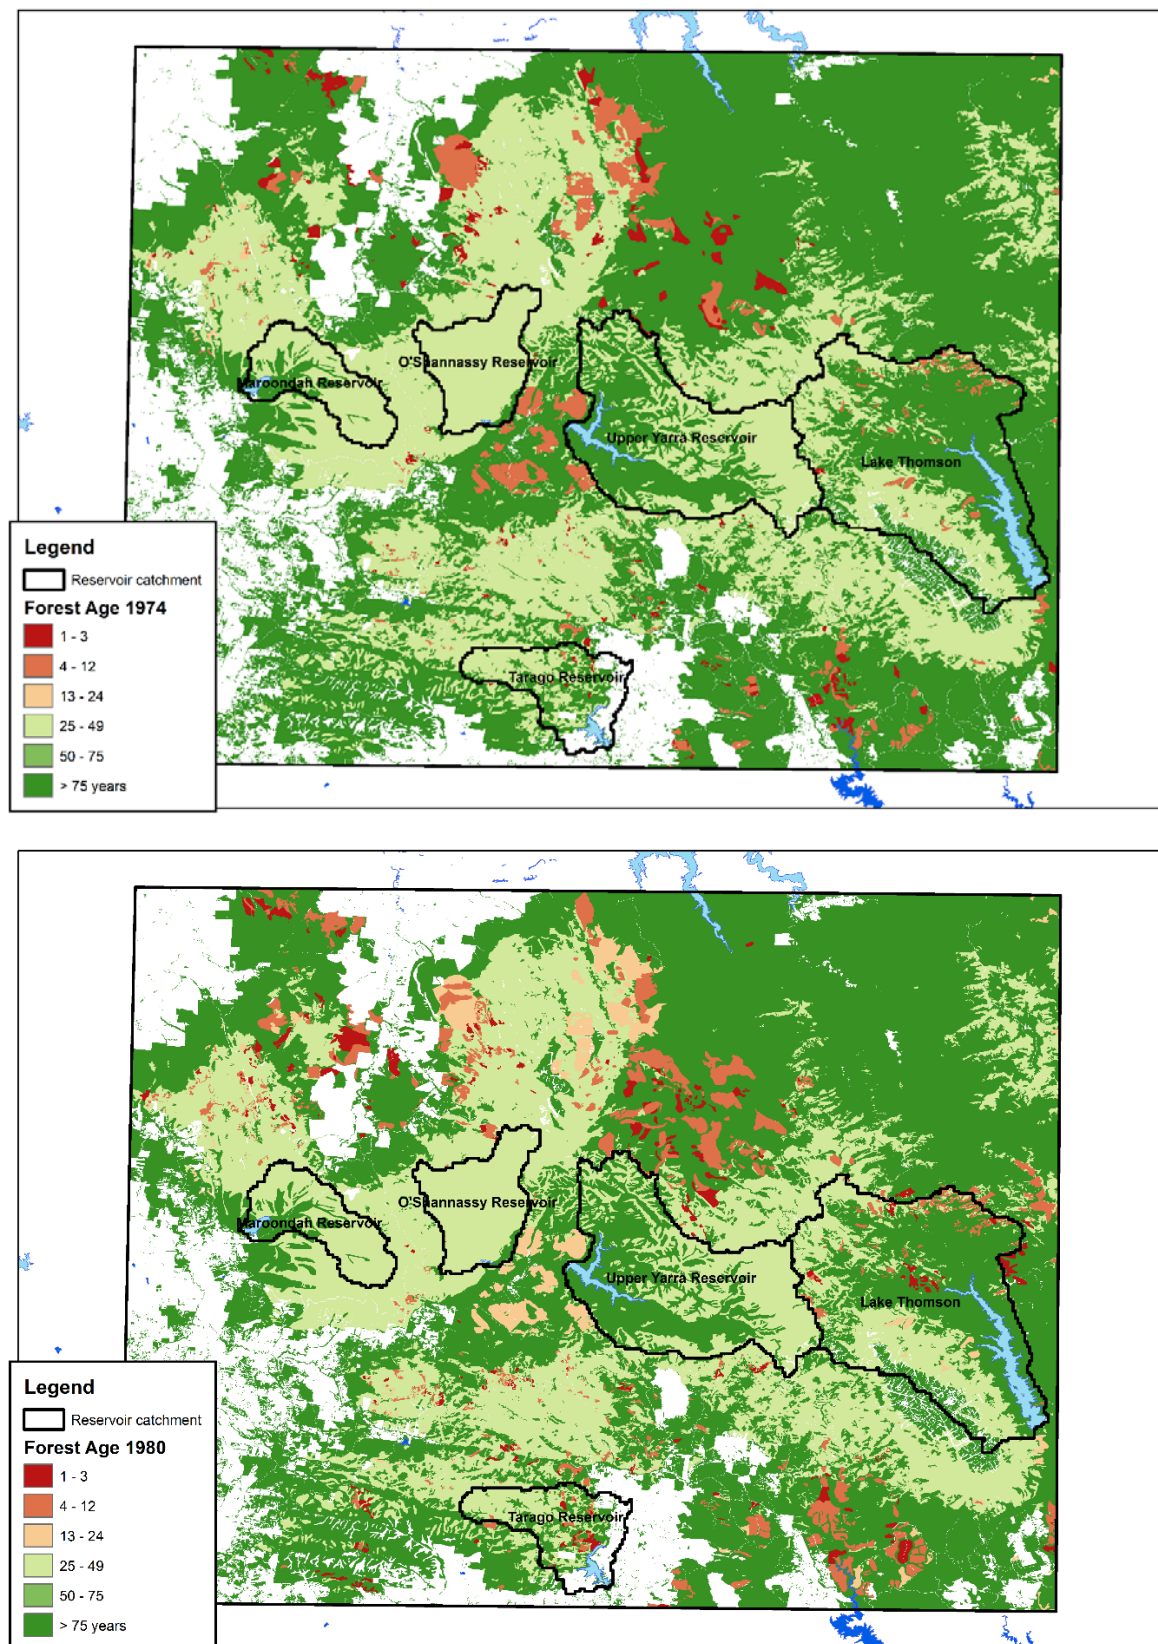 O'Shannassy Reservoir
Maroondah Reservoir
Upper Yarra Reservoir
Lake Thomson
Tarago Reservoir
Legend
Reservoir catchment
Forest Age 1974
1 - 3
4 - 12
13 - 24
25 - 49
50 - 75
> 75 years
O'Shannassy Reservoir
Maroondah Reservoir
Upper Yarra Reservoir
Lake Thomson
Tarago Reservoir
Legend
Reservoir catchment
Forest Age 1980
1 - 3
4 - 12
13 - 24
25 - 49
50 - 75
> 75 years